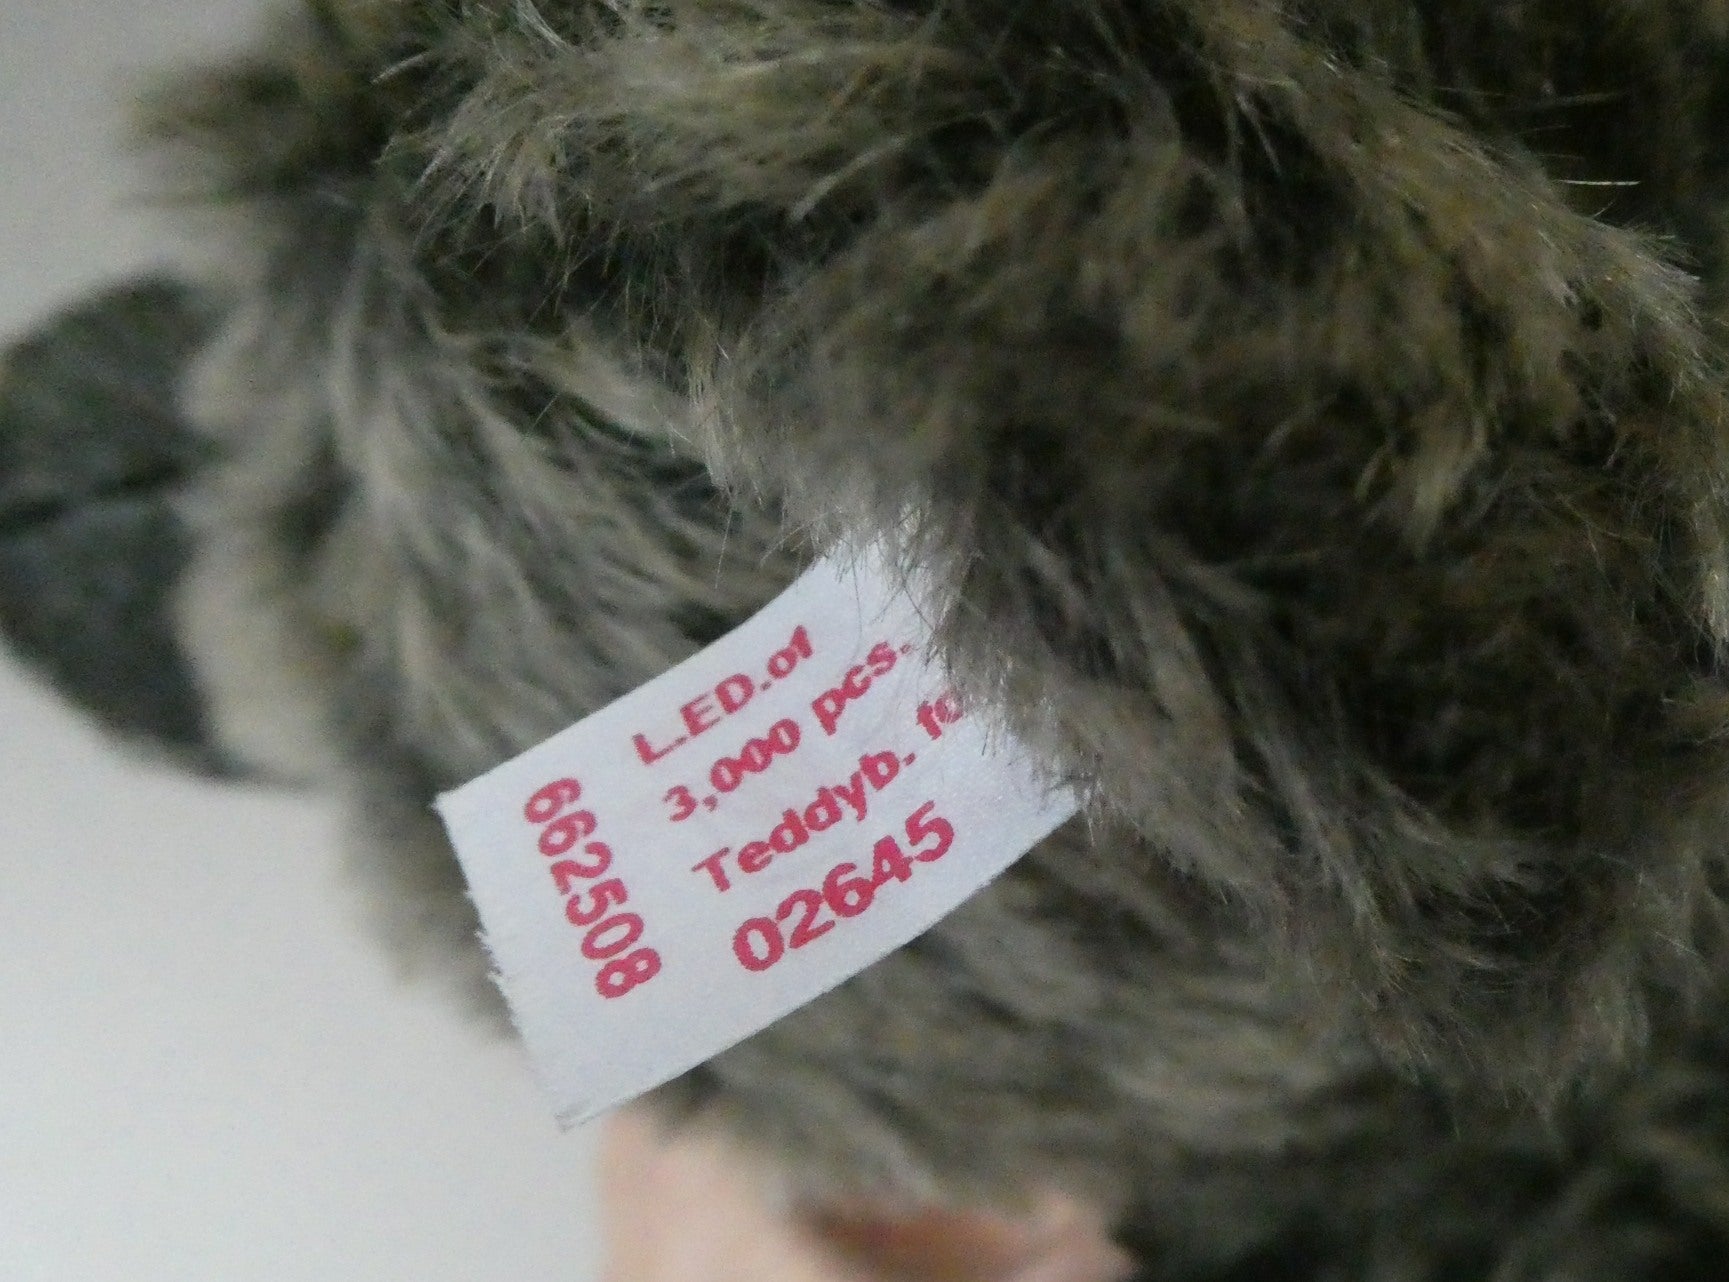 L.ED.of
3,000 pcs.
Teddyb.
02645
662508